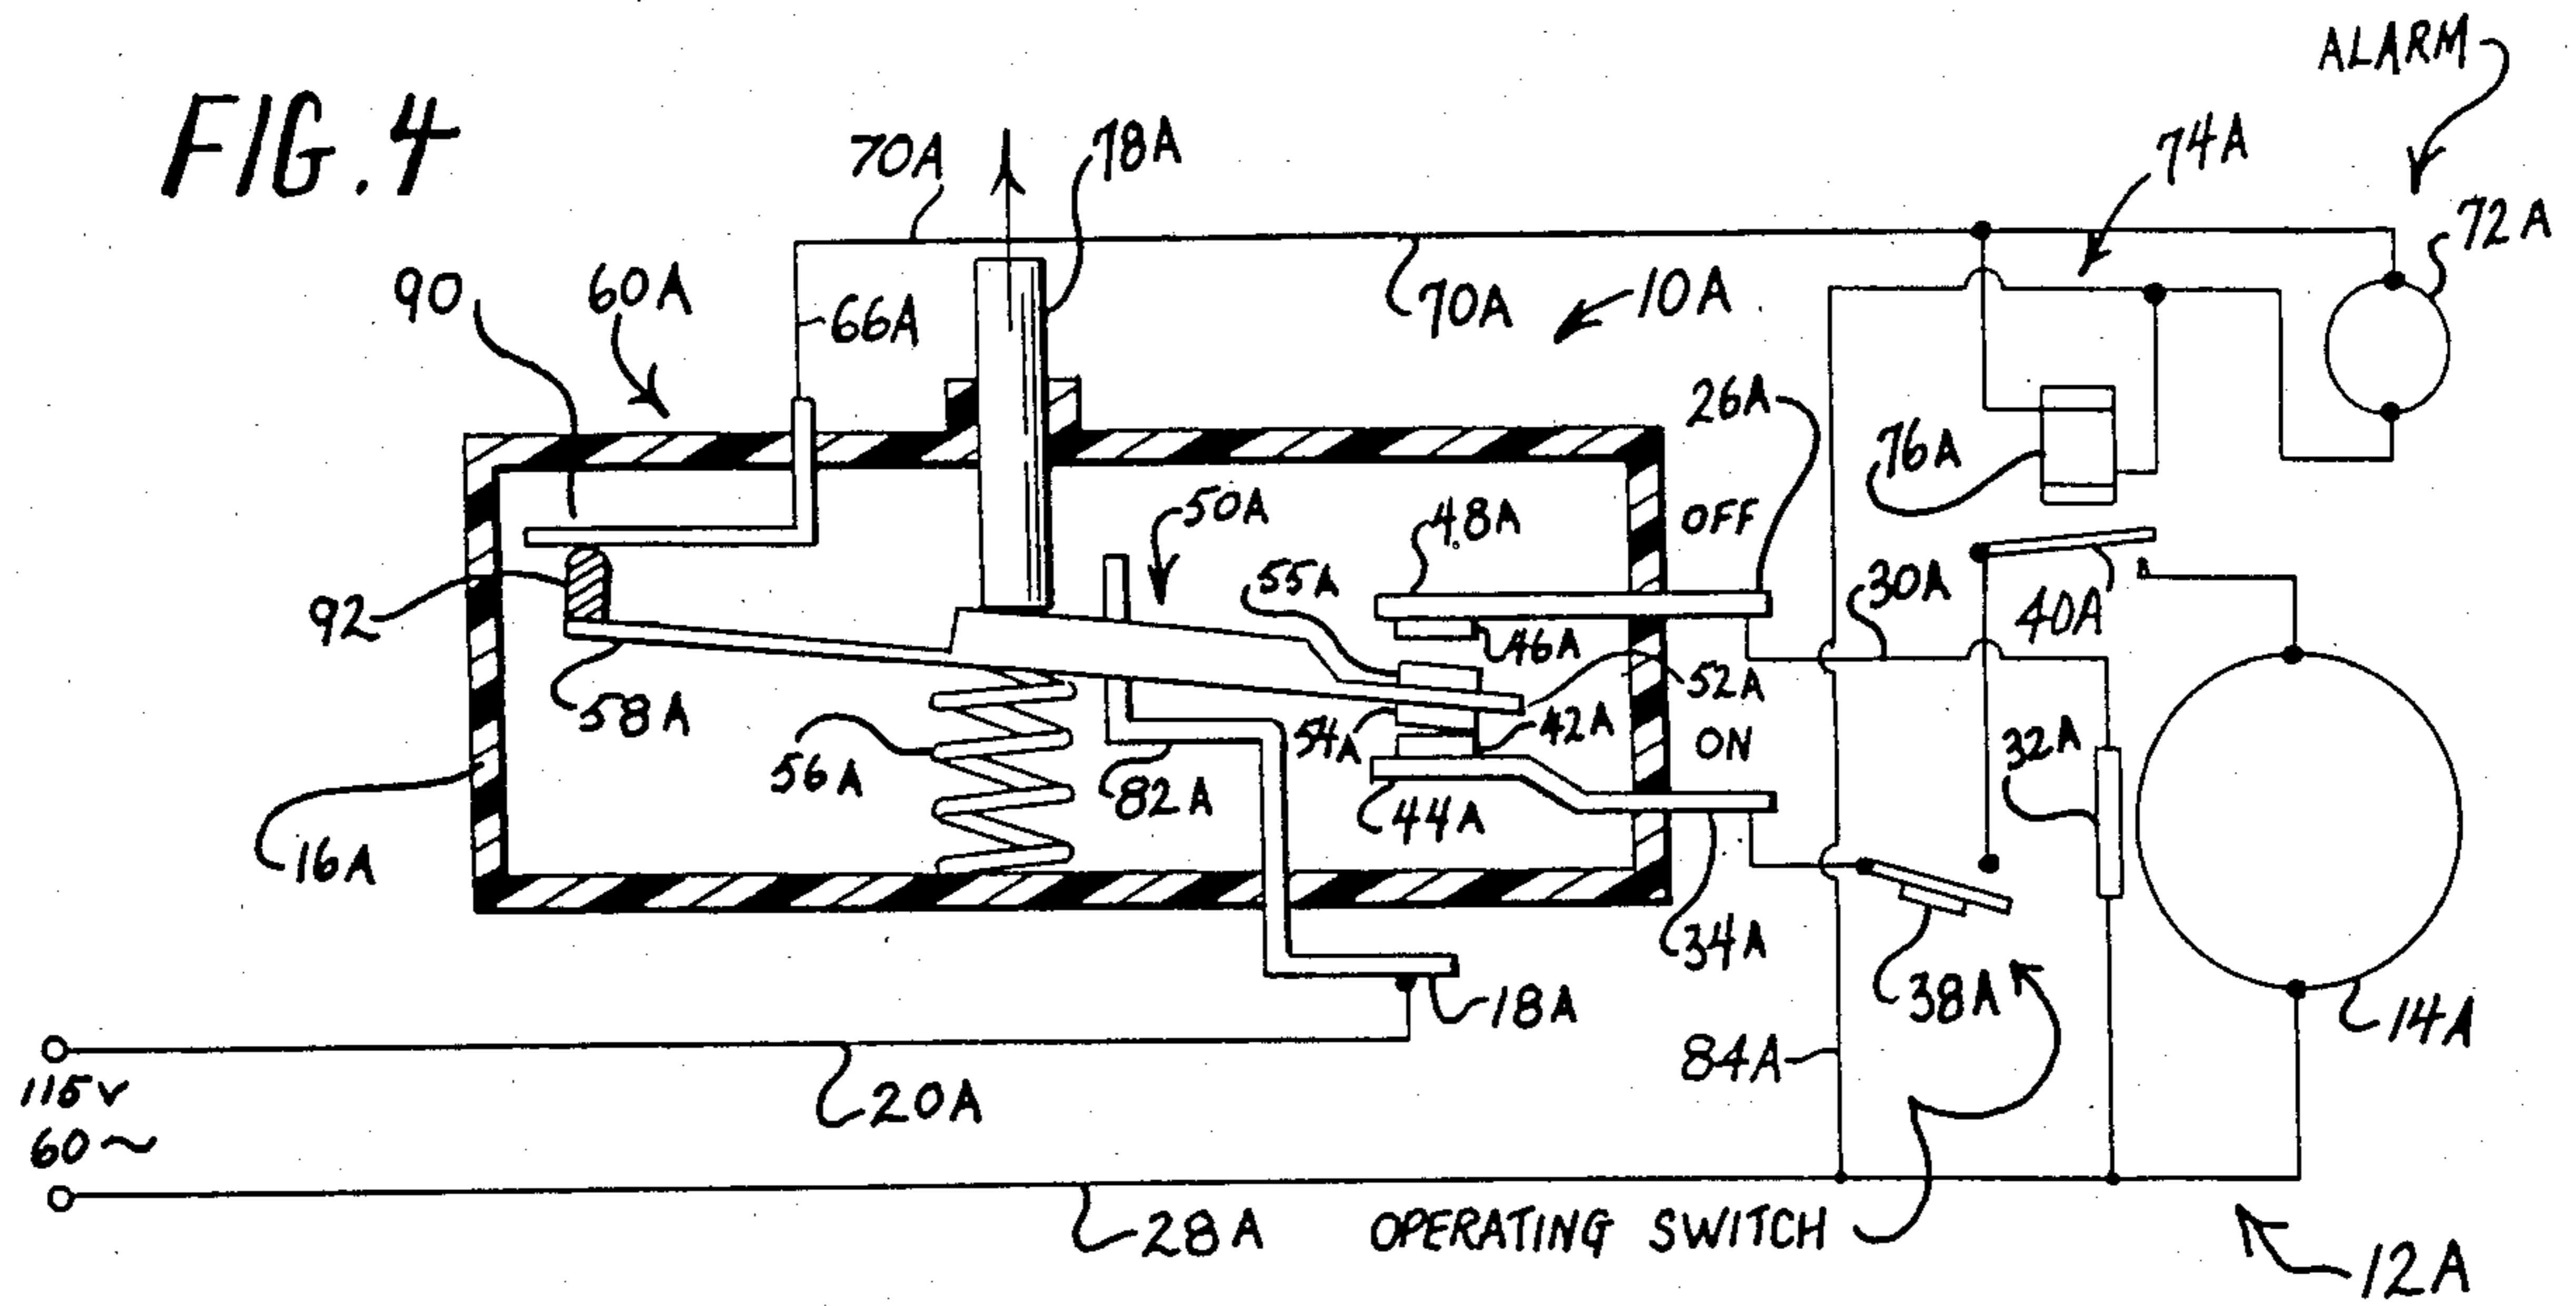 FIG. 4
ALARM
70A
78A
74A
72A
90
60A
66A
70A
10A
26A
76A
50A
48A
OFF
55A
30A
40A
92
46A
58A
52A
54A
42A
ON
32A
56A
82A
44A
16A
34A
38A
18A
14A
84A
115v
20A
60~
28A
OPERATING SWITCH
12A